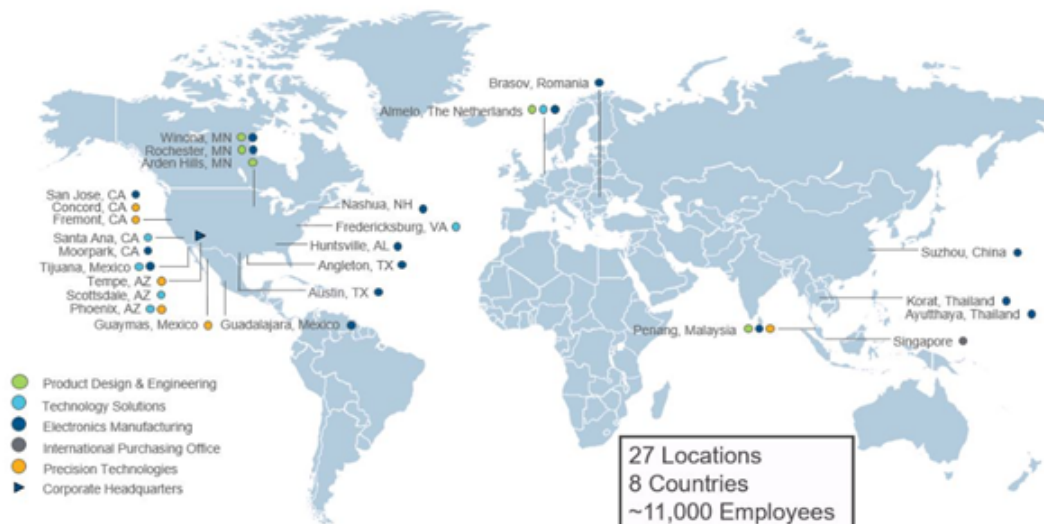 Brasov, Romania
Almelo, The Netherlands
Winona, MN
Rochester, MN
Arden Hills, MN
San Jose, CA
Concord, CA
Fremont, CA
Santa Ana, CA
Moorpark, CA
Tijuana, Mexico
Tempe, AZ
Scottsdale, AZ
Phoenix, AZ
Guaymas, Mexico
Guadalajara, Mexico
Nashua, NH
Fredericksburg, VA
Huntsville, AL
Angleton, TX
Austin, TX
Suzhou, China
Korat, Thailand
Ayutthaya, Thailand
Penang, Malaysia
Singapore
Product Design & Engineering
Technology Solutions
Electronics Manufacturing
International Purchasing Office
Precision Technologies
Corporate Headquarters
27 Locations
8 Countries
~11,000 Employees